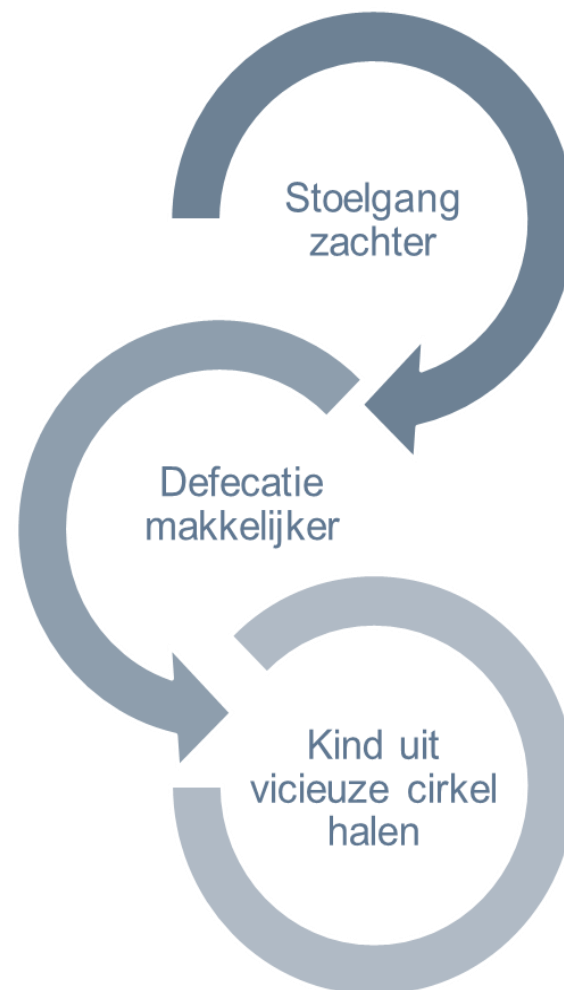 Stoelgang
zachter
Defecatie
makkelijker
Kind uit
vicieuze cirkel
halen